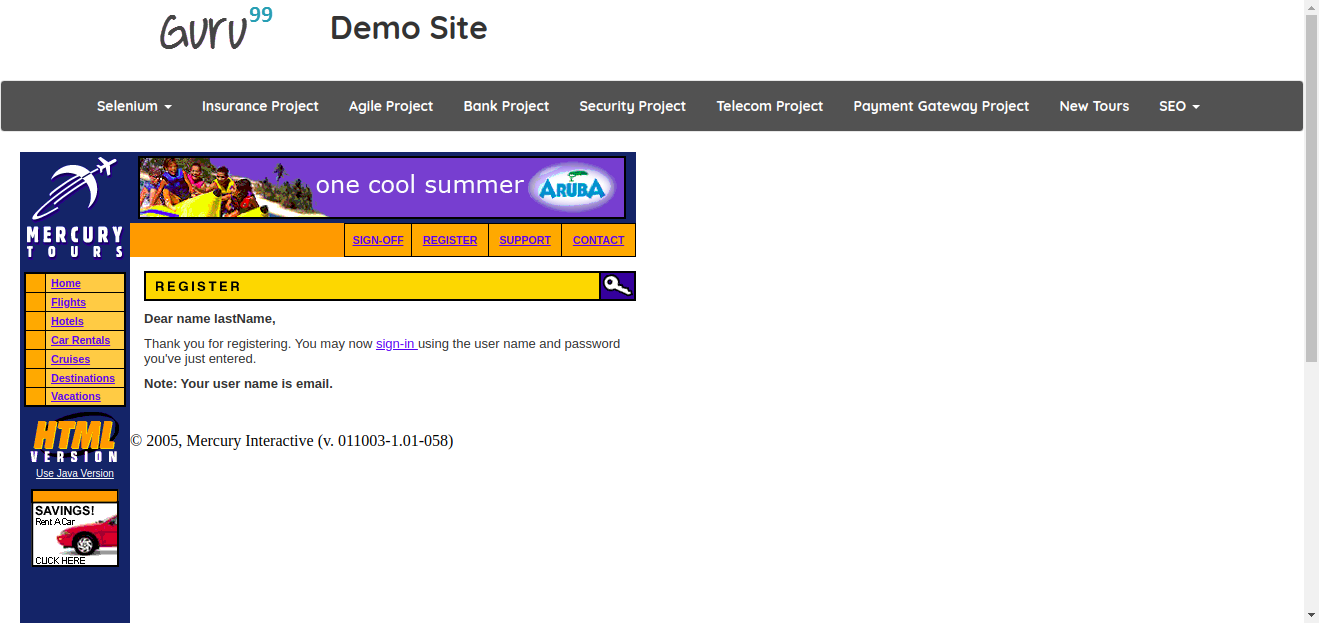 Guru 99 Demo Site
Selenium Insurance Project Agile Project Bank Project Security Project Telecom Project Payment Gateway Project New Tours SEO
one cool summer ARUBA
MERCURY
TOURS
SIGN-OFF REGISTER SUPPORT CONTACT
Home
Flights
Hotels
Car Rentals
Cruises
Destinations
Vacations
HTML
VERSION
Use Java Version
SAVINGS!
Rent A Car
CLICK HERE
REGISTER
Dear name lastName,
Thank you for registering. You may now sign-in using the user name and password
you've just entered.
Note: Your user name is email.
© 2005, Mercury Interactive (v. 011003-1.01-058)